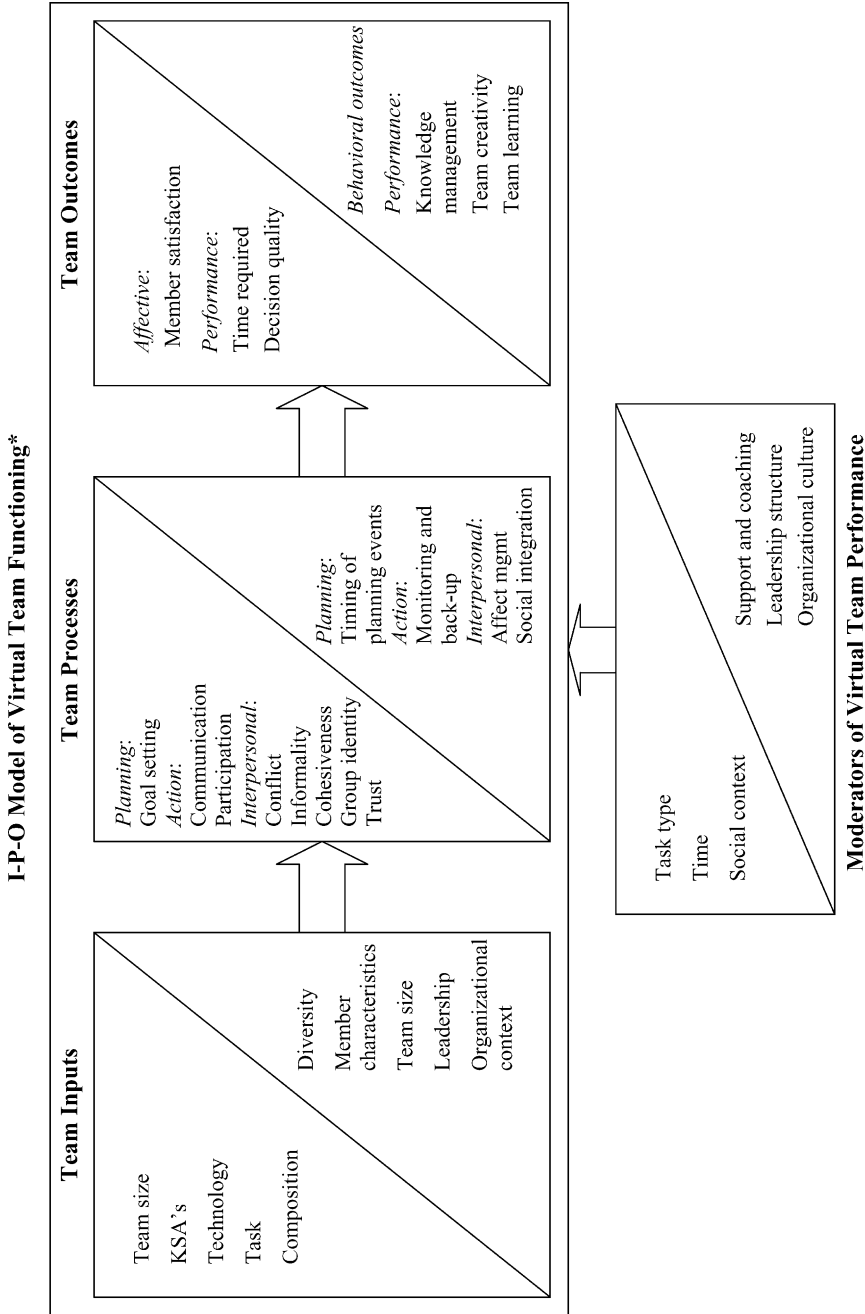 I-P-O Model of Virtual Team Functioning*
Team Inputs
Team size
KSA's
Technology
Task
Composition
Diversity
Member
characteristics
Team size
Leadership
Organizational
context
Team Processes
Planning:
Goal setting
Action:
Communication
Participation
Interpersonal:
Conflict
Informality
Cohesiveness
Group identity
Trust
Planning:
Timing of
planning events
Action:
Monitoring and
back-up
Interpersonal:
Affect mgmt
Social integration
Team Outcomes
Affective:
Member satisfaction
Performance:
Time required
Decision quality
Behavioral outcomes
Performance:
Knowledge
management
Team creativity
Team learning
Task type
Time
Social context
Support and coaching
Leadership structure
Organizational culture
Moderators of Virtual Team Performance